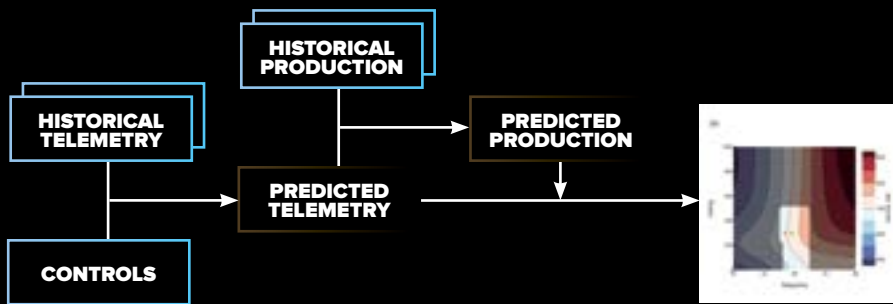 HISTORICAL
PRODUCTION
HISTORICAL
TELEMETRY
PREDICTED
PRODUCTION
PREDICTED
TELEMETRY
CONTROLS